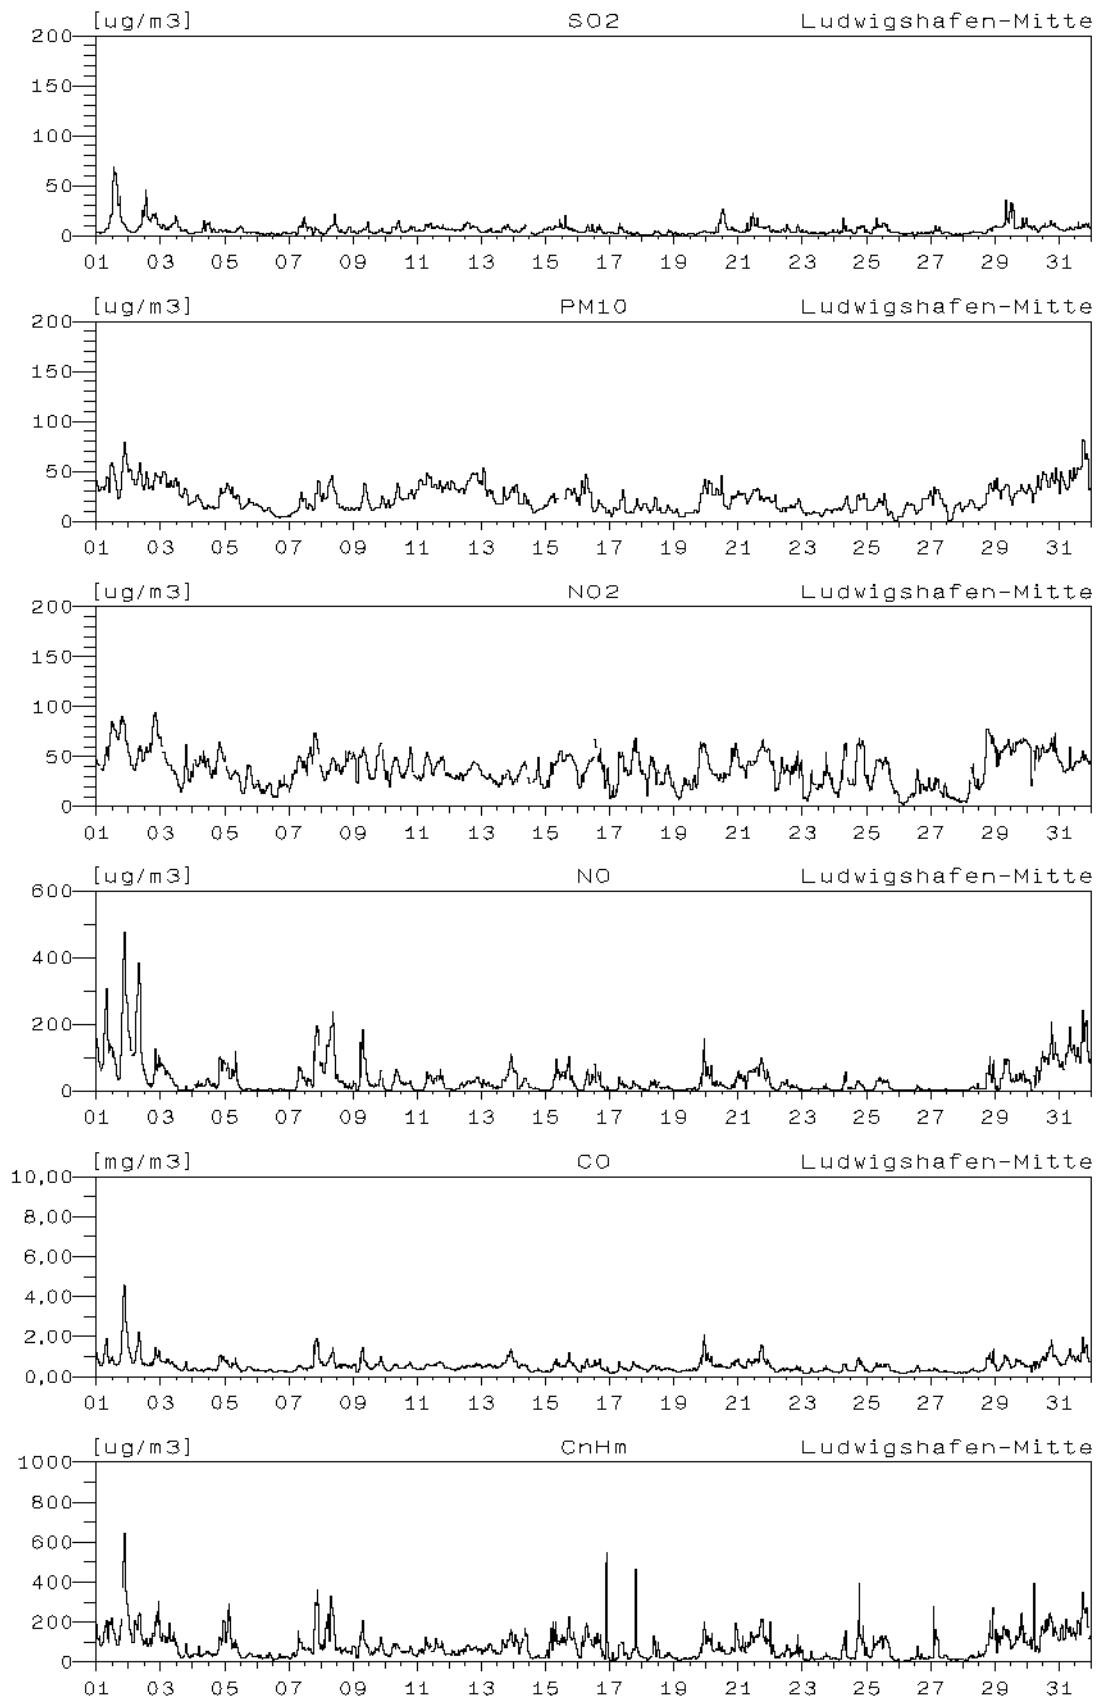 [ug/m3] SO2 Ludwigshafen-Mitte
200
150
100
50
0
01 03 05 07 09 11 13 15 17 19 21 23 25 27 29 31
[ug/m3] PM10 Ludwigshafen-Mitte
200
150
100
50
0
01 03 05 07 09 11 13 15 17 19 21 23 25 27 29 31
[ug/m3] NO2 Ludwigshafen-Mitte
200
150
100
50
0
01 03 05 07 09 11 13 15 17 19 21 23 25 27 29 31
[ug/m3] NO Ludwigshafen-Mitte
600
400
200
0
01 03 05 07 09 11 13 15 17 19 21 23 25 27 29 31
[mg/m3] CO Ludwigshafen-Mitte
10,00
8,00
6,00
4,00
2,00
0,00
01 03 05 07 09 11 13 15 17 19 21 23 25 27 29 31
[ug/m3] CnHm Ludwigshafen-Mitte
1000
800
600
400
200
0
01 03 05 07 09 11 13 15 17 19 21 23 25 27 29 31